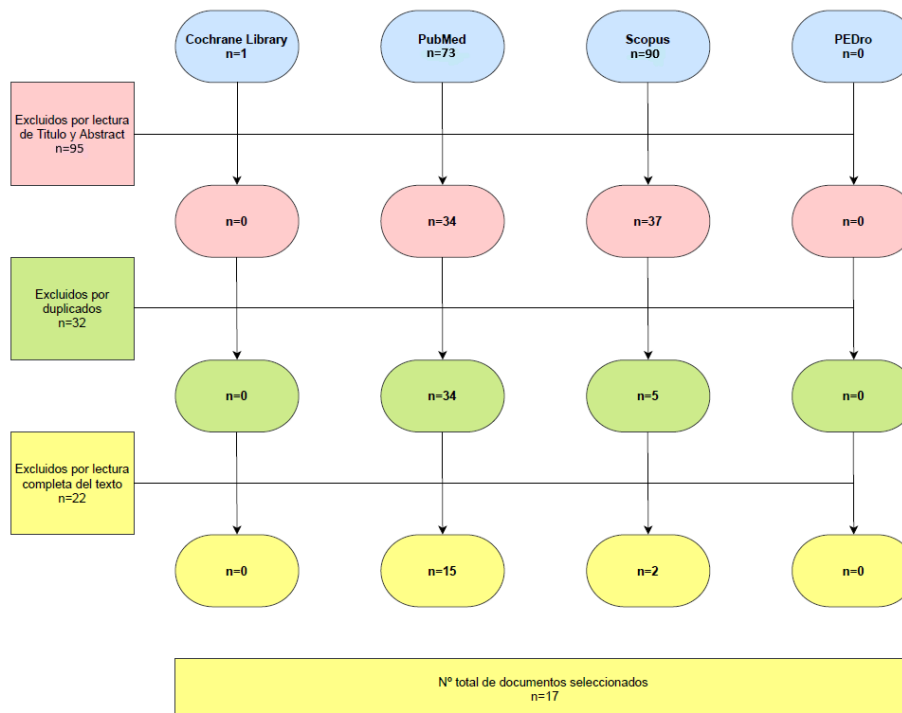 Cochrane Library
n=1
PubMed
n=73
Scopus
n=90
PEDro
n=0
Excluidos por lectura
de Titulo y Abstract
n=95
n=0
n=34
n=37
n=0
Excluidos por
duplicados
n=32
n=0
n=34
n=5
n=0
Excluidos por lectura
completa del texto
n=22
n=0
n=15
n=2
n=0
Nº total de documentos seleccionados
n=17